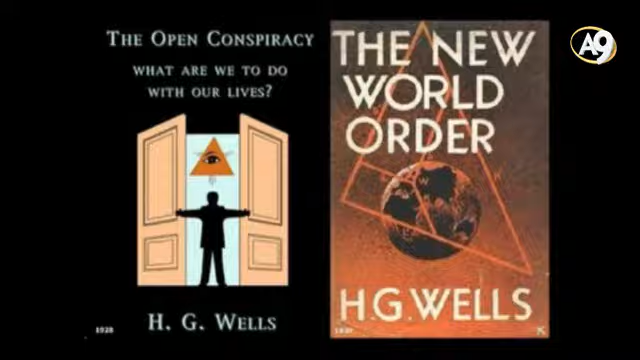 THE OPEN CONSPIRACY
WHAT ARE WE TO DO
WITH OUR LIVES?
1928
H. G. WELLS
THE NEW
WORLD
ORDER
H.G.WELLS
A9